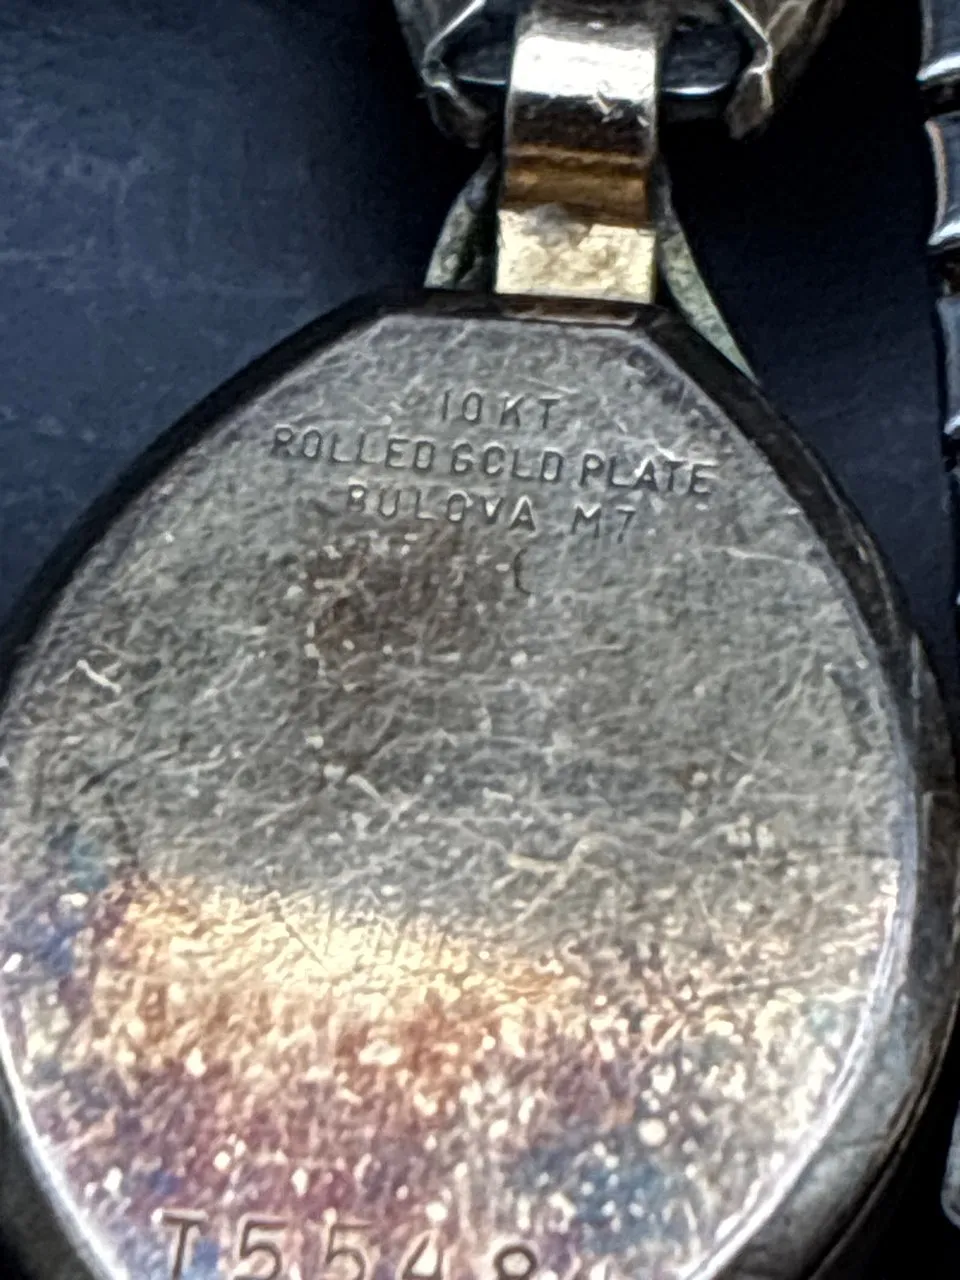 10 KT
ROLLED GOLD PLATE
BULOVA M7
T5548